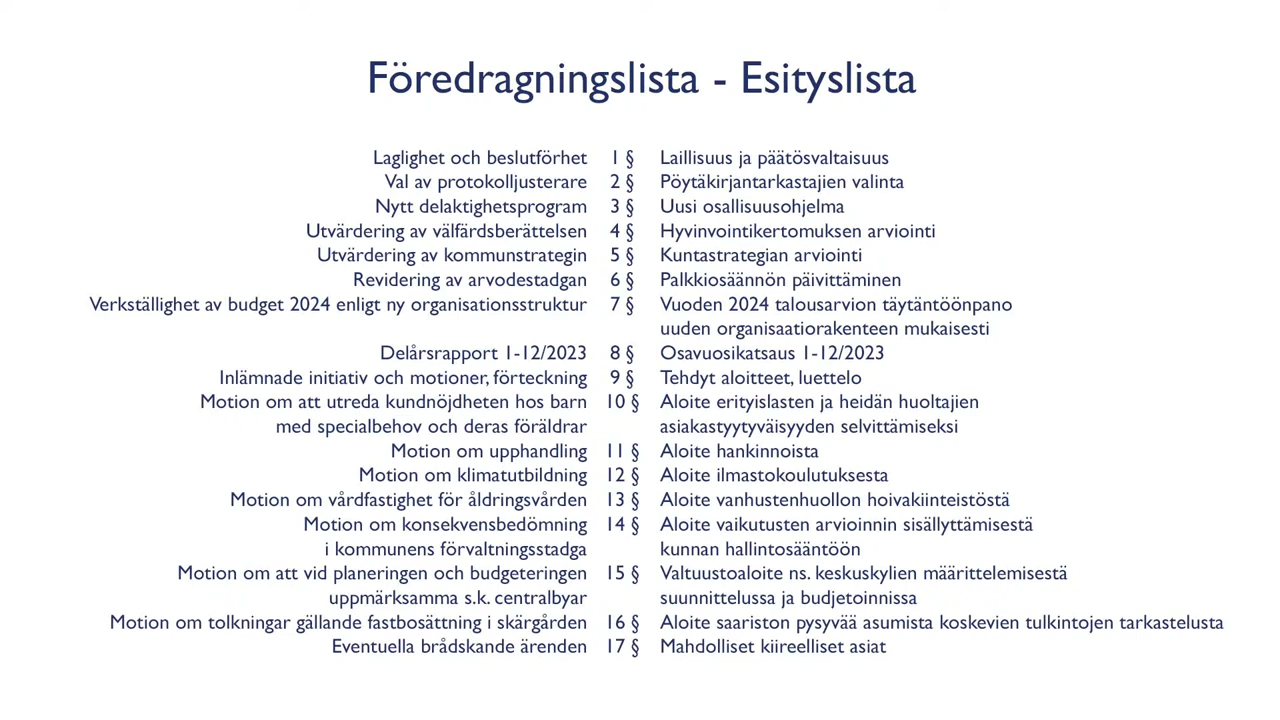 Föredragningslista - Esityslista
Laglighet och beslutförhet 1 § Laillisuus ja päätösvaltaisuus
Val av protokolljusterare 2 § Pöytäkirjantarkastajien valinta
Nytt delaktighetsprogram 3 § Uusi osallisuusohjelma
Utvärdering av välfärdsberättelsen 4 § Hyvinvointikertomuksen arviointi
Utvärdering av kommunstrategin 5 § Kuntastrategian arviointi
Revidering av arvodestadgan 6 § Palkkiosäännön päivittäminen
Verkställighet av budget 2024 enligt ny organisationsstruktur 7 § Vuoden 2024 talousarvion täytäntöönpano
uuden organisaatiorakenteen mukaisesti
Delårsrapport 1-12/2023 8 § Osavuosikatsaus 1-12/2023
Inlämnade initiativ och motioner, förteckning 9 § Tehdyt aloitteet, luettelo
Motion om att utreda kundnöjdheten hos barn 10 § Aloite erityislasten ja heidän huoltajien
med specialbehov och deras föräldrar asiakastyytyväisyyden selvittämiseksi
Motion om upphandling 11 § Aloite hankinnoista
Motion om klimatutbildning 12 § Aloite ilmastokoulutuksesta
Motion om vårdfastighet för åldringsvården 13 § Aloite vanhustenhuollon hoivakiinteistöstä
Motion om konsekvensbedömning 14 § Aloite vaikutusten arvioinnin sisällyttämisestä
i kommunens förvaltningsstadga kunnan hallintosääntöön
Motion om att vid planeringen och budgeteringen 15 § Valtuustoaloite ns. keskuskylien määrittelemisestä
uppmärksamma s.k. centralbyar suunnittelussa ja budjetoinnissa
Motion om tolkningar gällande fastbosättning i skärgården 16 § Aloite saariston pysyvää asumista koskevien tulkintojen tarkastelusta
Eventuella brådskande ärenden 17 § Mahdolliset kiireelliset asiat